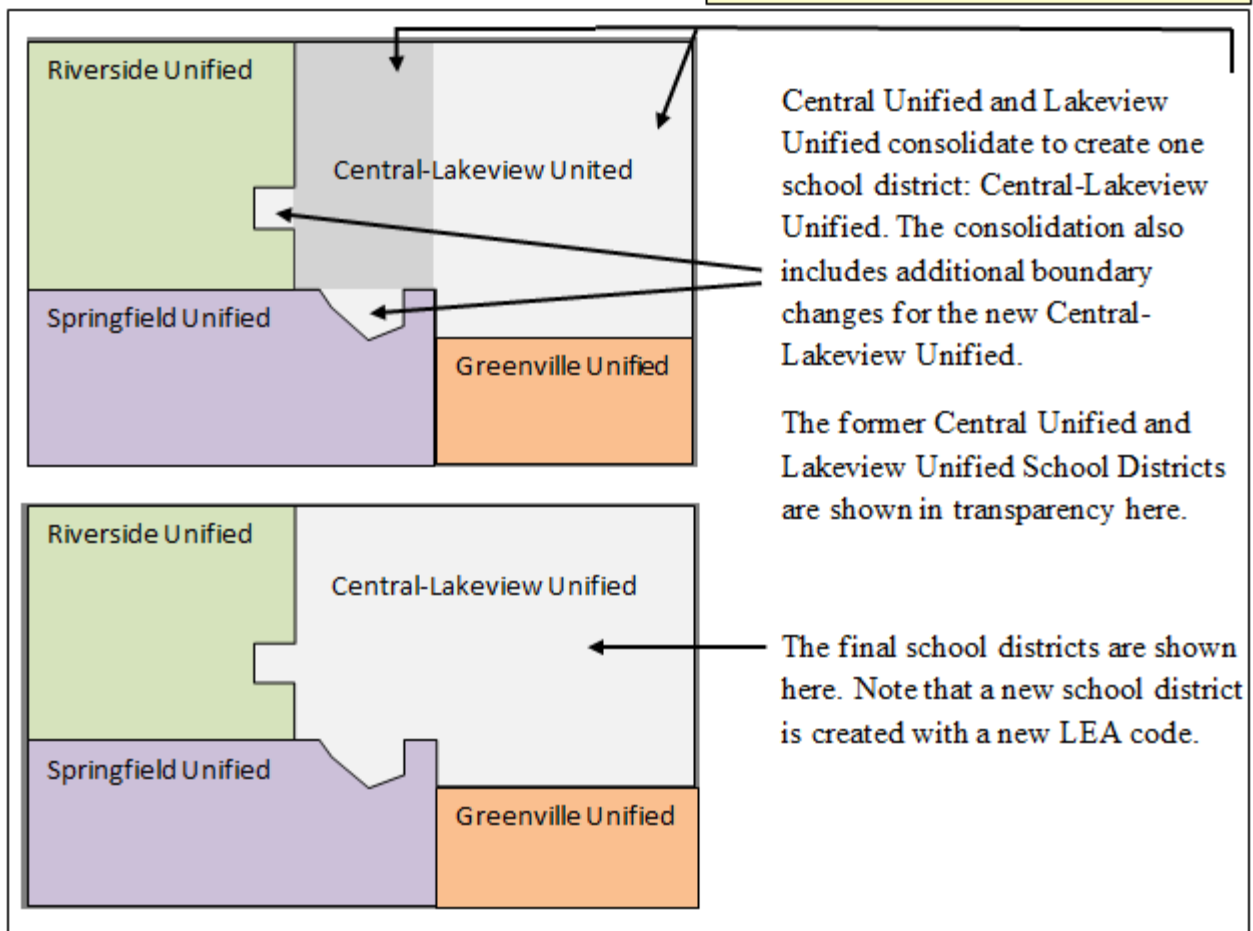 Riverside Unified
Central-Lakeview United
Springfield Unified
Greenville Unified
Central Unified and Lakeview
Unified consolidate to create one
school district: Central-Lakeview
Unified. The consolidation also
includes additional boundary
changes for the new Central-
Lakeview Unified.
The former Central Unified and
Lakeview Unified School Districts
are shown in transparency here.
Riverside Unified
Central-Lakeview Unified
Springfield Unified
Greenville Unified
The final school districts are shown
here. Note that a new school district
is created with a new LEA code.